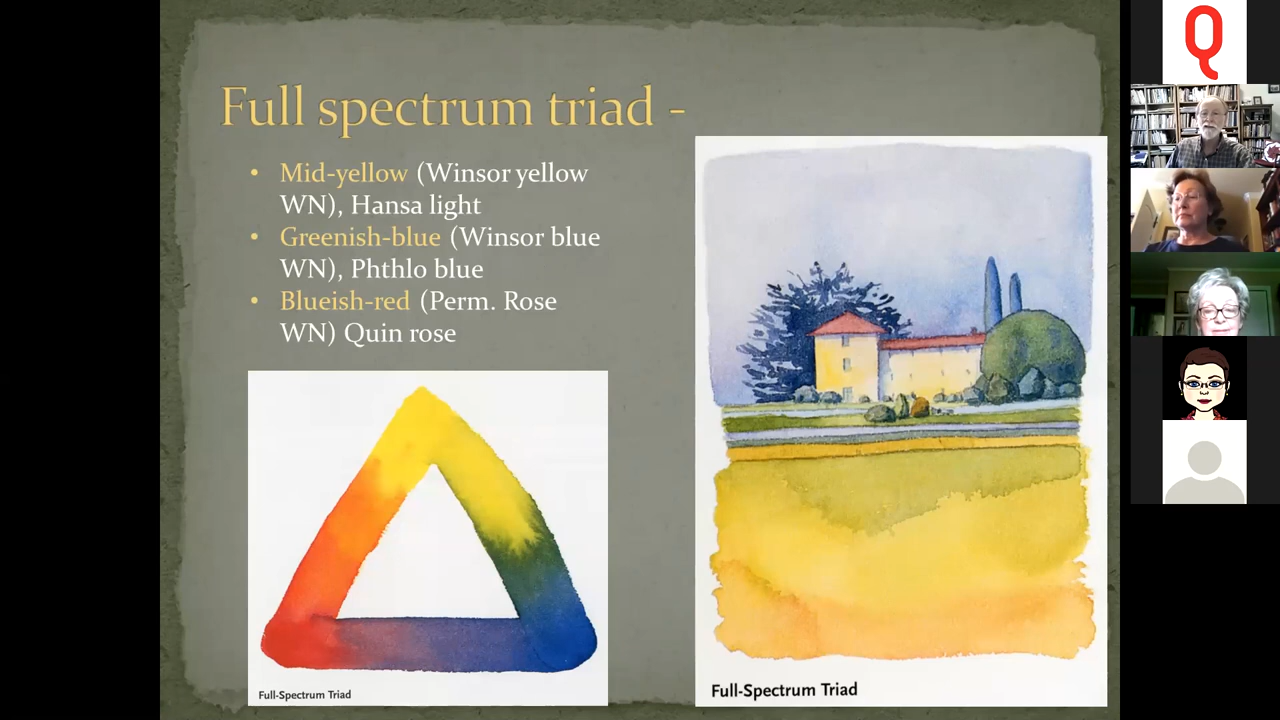 Full spectrum triad -
• Mid-yellow (Winsor yellow
WN), Hansa light
• Greenish-blue (Winsor blue
WN), Phthlo blue
• Blueish-red (Perm. Rose
WN) Quin rose
Full-Spectrum Triad
Full-Spectrum Triad
Q